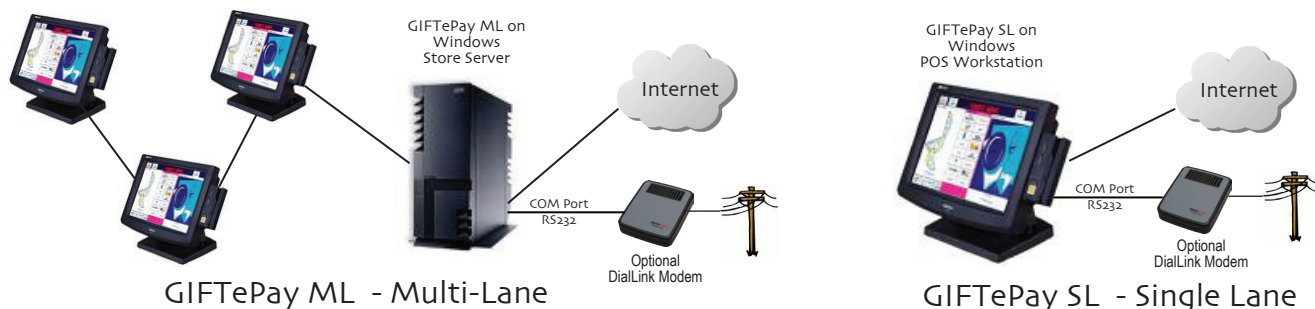 GIFTePay ML on
Windows
Store Server
Internet
COM Port
RS232
Optional
DialLink Modem
GIFTePay ML - Multi-Lane
GIFTePay SL on
Windows
POS Workstation
Internet
COM Port
RS232
Optional
DialLink Modem
GIFTePay SL - Single Lane